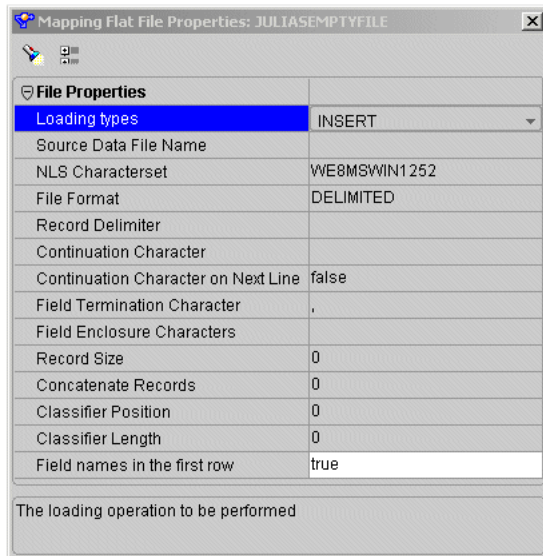 Mapping Flat File Properties: JULIASEMPTYFILE
File Properties
Loading types INSERT
Source Data File Name
NLS Characterset WE8MSWIN1252
File Format DELIMITED
Record Delimiter
Continuation Character
Continuation Character on Next Line false
Field Termination Character ,
Field Enclosure Characters
Record Size 0
Concatenate Records 0
Classifier Position 0
Classifier Length 0
Field names in the first row true
The loading operation to be performed